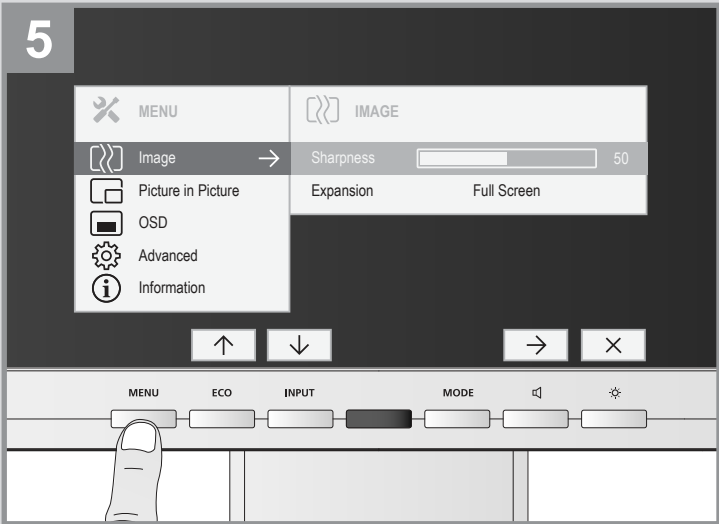 5
MENU
IMAGE
Image
Sharpness 50
Picture in Picture
Expansion Full Screen
OSD
Advanced
i Information
MENU ECO INPUT MODE